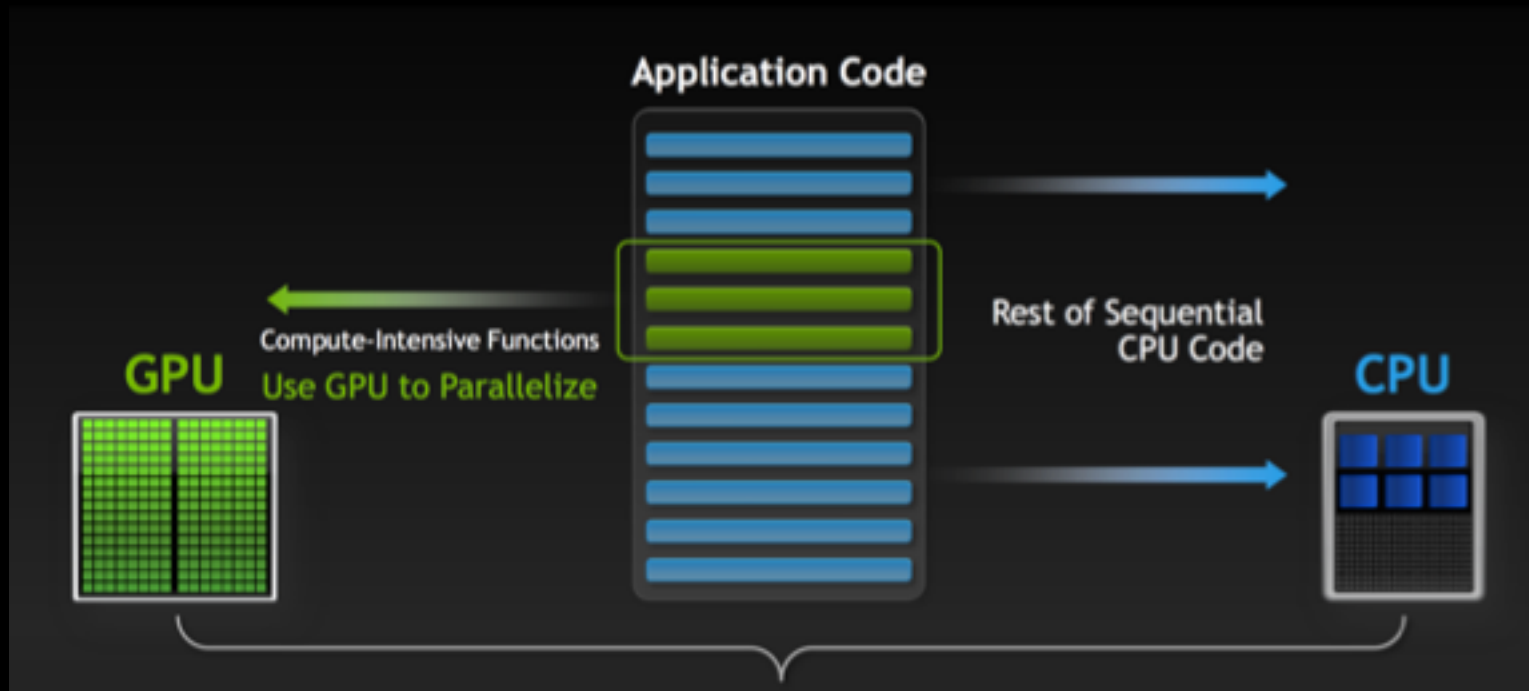 Application Code
Compute-Intensive Functions
Use GPU to Parallelize
GPU
Rest of Sequential
CPU Code
CPU